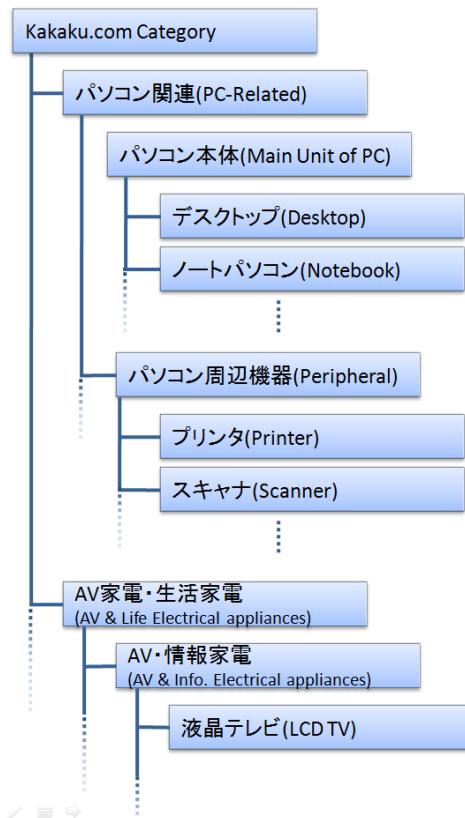 Kakaku.com Category
パソコン関連(PC-Related)
パソコン本体(Main Unit of PC)
デスクトップ(Desktop)
ノートパソコン(Notebook)
パソコン周辺機器(Peripheral)
プリンタ(Printer)
スキャナ(Scanner)
AV家電・生活家電
(AV & Life Electrical appliances)
AV・情報家電
(AV & Info. Electrical appliances)
液晶テレビ(LCD TV)